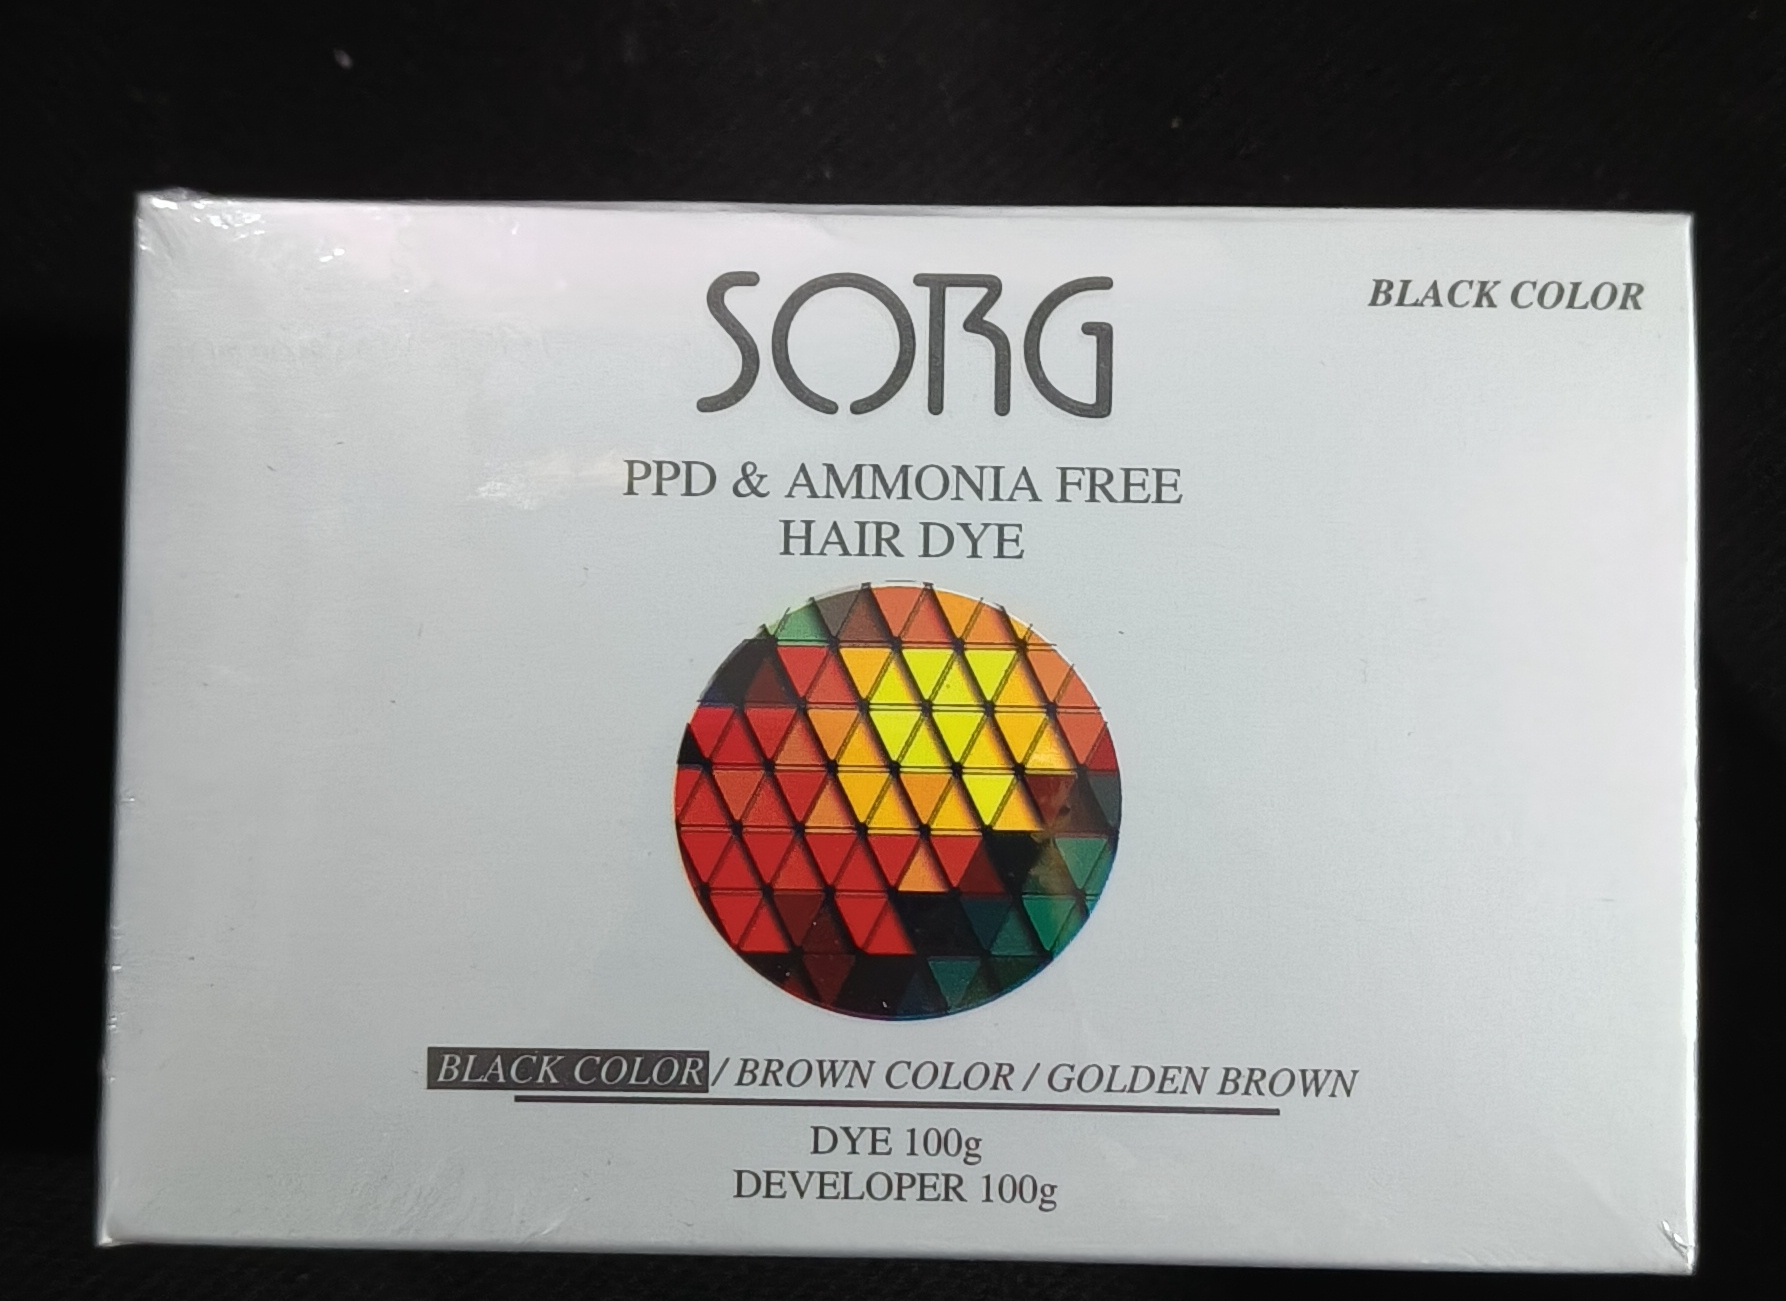 SORG
BLACK COLOR
PPD & AMMONIA FREE
HAIR DYE
BLACK COLOR / BROWN COLOR / GOLDEN BROWN
DYE 100g
DEVELOPER 100g